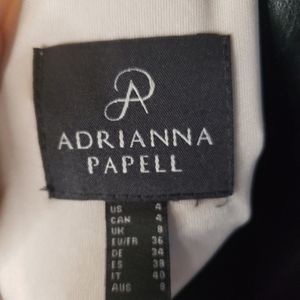 ADRIANNA
PAPELL
US 4
CAN 4
UK 8
EU/FR 36
DE 34
ES 38
IT 40
AUS 8